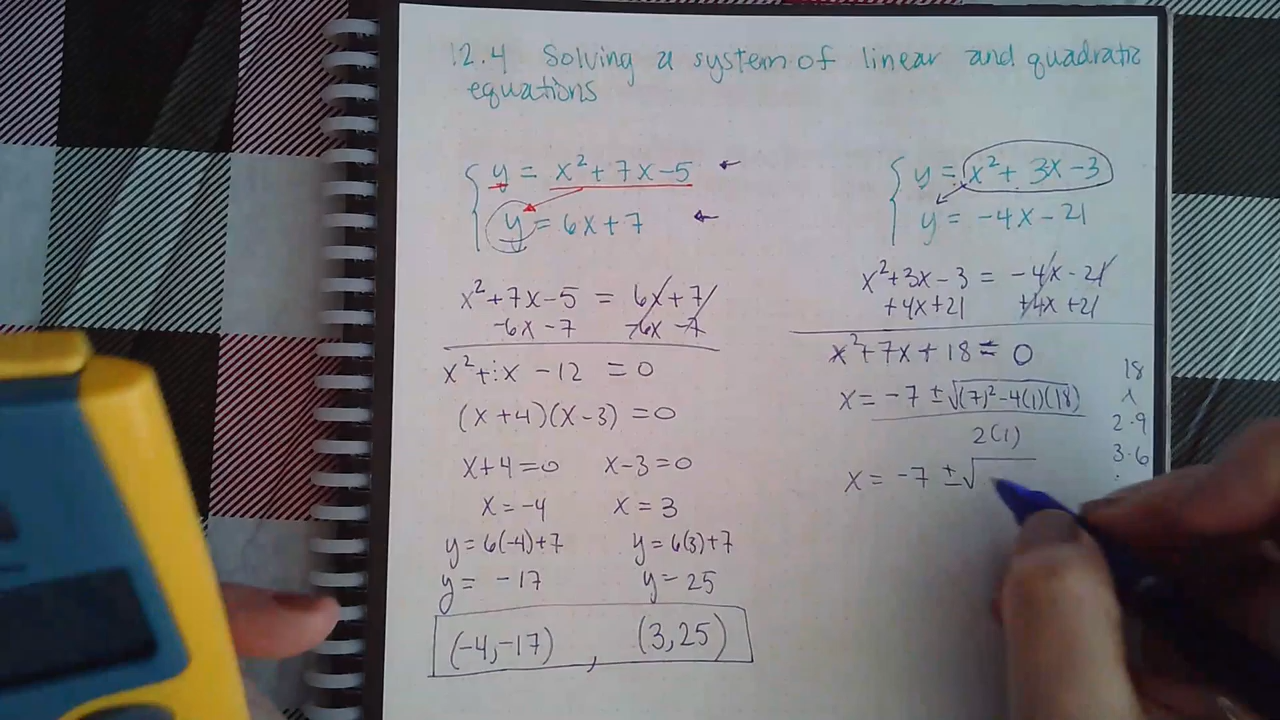 12.4 Solving a system of linear and quadratic
equations
y = x² + 7x - 5
y = 6x + 7
x² + 7x - 5 = 6x + 7
-6x - 7 -6x - 7
x² + x - 12 = 0
(x + 4)(x - 3) = 0
x + 4 = 0 x - 3 = 0
x = -4 x = 3
y = 6(-4) + 7 y = 6(3) + 7
y = -17 y = 25
(-4, -17) , (3, 25)
y = x² + 3x - 3
y = -4x - 21
x² + 3x - 3 = -4x - 21
+4x + 21 +4x + 21
x² + 7x + 18 = 0
x = -7 ± √(7)² - 4(1)(18)
2(1)
x = -7 ± √
18
2·9
3·6